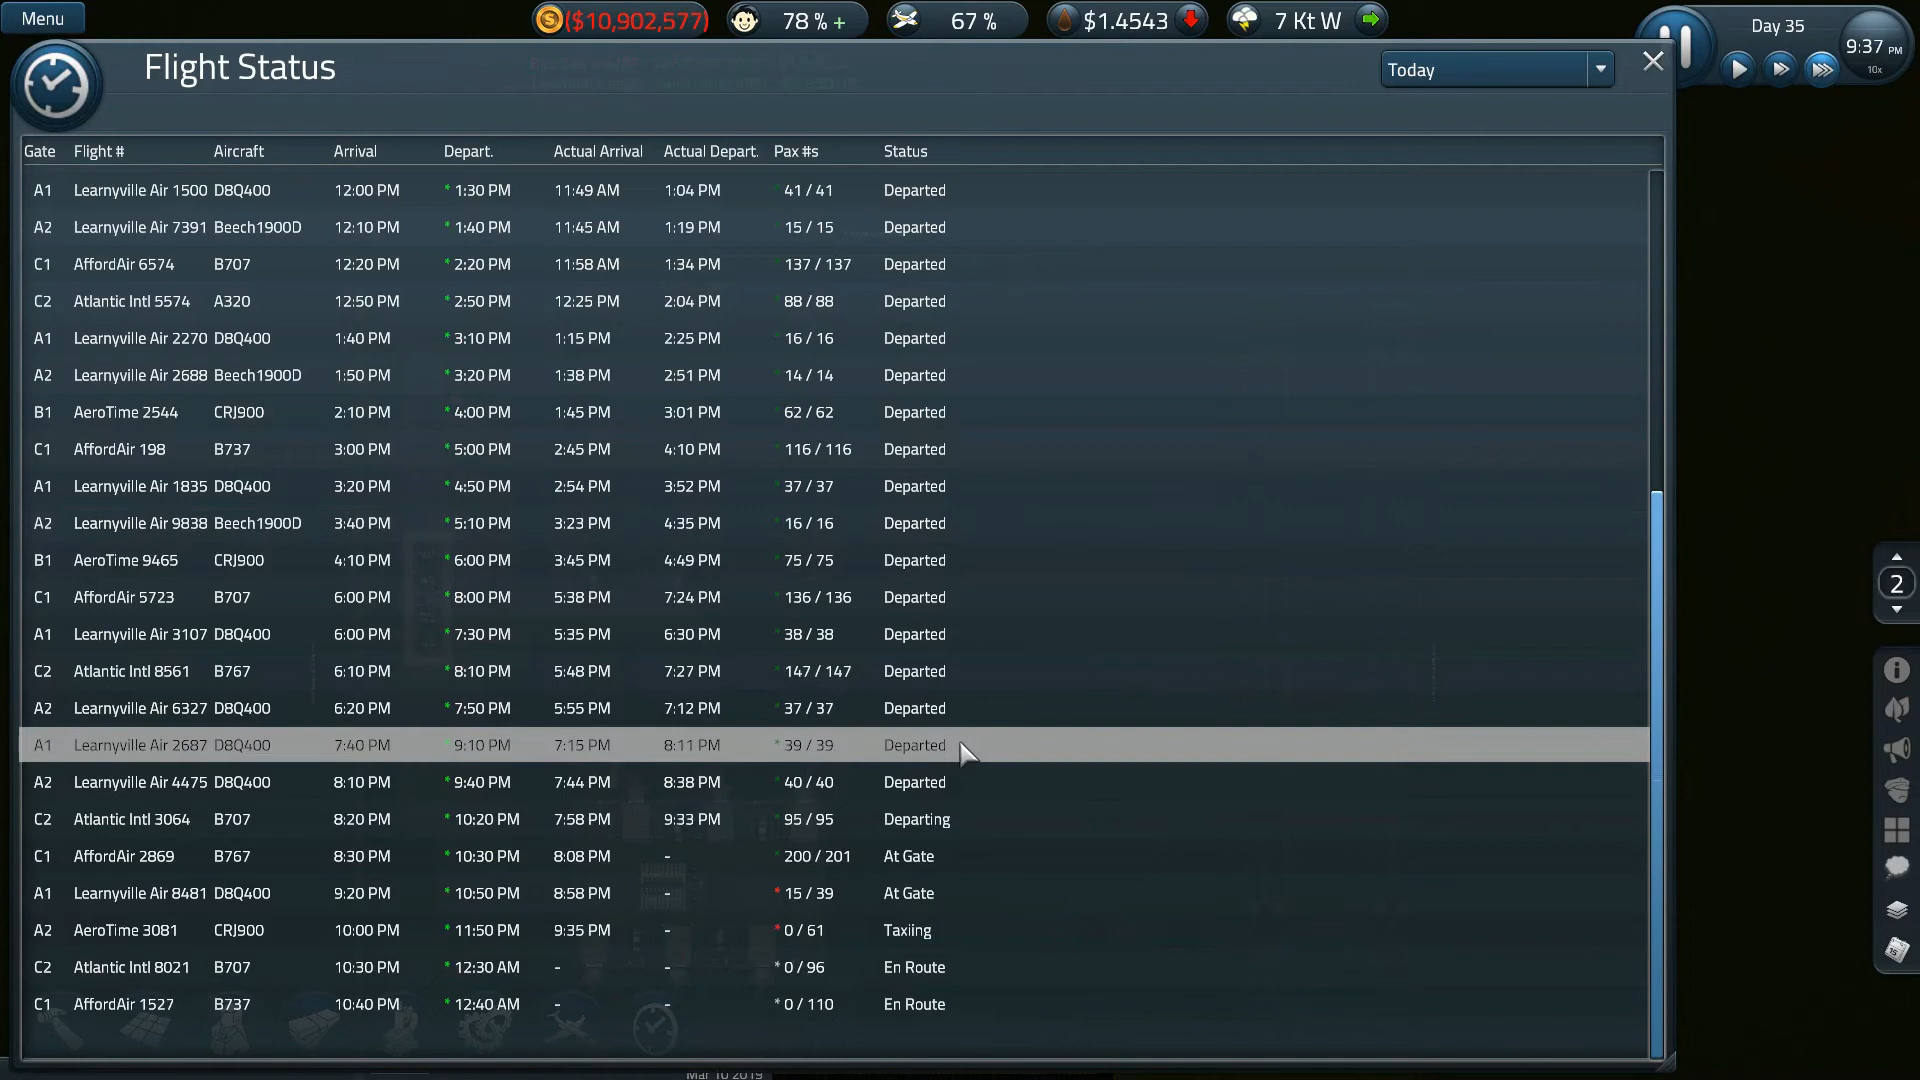 Menu ($10,902,577) 78 % + 67 % $1.4543 7 Kt W Day 35
9:37 PM
10x
Flight Status Today
Gate Flight # Aircraft Arrival Depart. Actual Arrival Actual Depart. Pax #s Status
A1 Learnyville Air 1500 D8Q400 12:00 PM * 1:30 PM 11:49 AM 1:04 PM * 41 / 41 Departed
A2 Learnyville Air 7391 Beech1900D 12:10 PM * 1:40 PM 11:45 AM 1:19 PM * 15 / 15 Departed
C1 AffordAir 6574 B707 12:20 PM * 2:20 PM 11:58 AM 1:34 PM * 137 / 137 Departed
C2 Atlantic Intl 5574 A320 12:50 PM * 2:50 PM 12:25 PM 2:04 PM * 88 / 88 Departed
A1 Learnyville Air 2270 D8Q400 1:40 PM * 3:10 PM 1:15 PM 2:25 PM * 16 / 16 Departed
A2 Learnyville Air 2688 Beech1900D 1:50 PM * 3:20 PM 1:38 PM 2:51 PM * 14 / 14 Departed
B1 AeroTime 2544 CRJ900 2:10 PM * 4:00 PM 1:45 PM 3:01 PM * 62 / 62 Departed
C1 AffordAir 198 B737 3:00 PM * 5:00 PM 2:45 PM 4:10 PM * 116 / 116 Departed
A1 Learnyville Air 1835 D8Q400 3:20 PM * 4:50 PM 2:54 PM 3:52 PM * 37 / 37 Departed
A2 Learnyville Air 9838 Beech1900D 3:40 PM * 5:10 PM 3:23 PM 4:35 PM * 16 / 16 Departed
B1 AeroTime 9465 CRJ900 4:10 PM * 6:00 PM 3:45 PM 4:49 PM * 75 / 75 Departed
C1 AffordAir 5723 B707 6:00 PM * 8:00 PM 5:38 PM 7:24 PM * 136 / 136 Departed
A1 Learnyville Air 3107 D8Q400 6:00 PM * 7:30 PM 5:35 PM 6:30 PM * 38 / 38 Departed
C2 Atlantic Intl 8561 B767 6:10 PM * 8:10 PM 5:48 PM 7:27 PM * 147 / 147 Departed
A2 Learnyville Air 6327 D8Q400 6:20 PM * 7:50 PM 5:55 PM 7:12 PM * 37 / 37 Departed
A1 Learnyville Air 2687 D8Q400 7:40 PM * 9:10 PM 7:15 PM 8:11 PM * 39 / 39 Departed
A2 Learnyville Air 4475 D8Q400 8:10 PM * 9:40 PM 7:44 PM 8:38 PM * 40 / 40 Departed
C2 Atlantic Intl 3064 B707 8:20 PM * 10:20 PM 7:58 PM 9:33 PM * 95 / 95 Departing
C1 AffordAir 2869 B767 8:30 PM * 10:30 PM 8:08 PM - * 200 / 201 At Gate
A1 Learnyville Air 8481 D8Q400 9:20 PM * 10:50 PM 8:58 PM - * 15 / 39 At Gate
A2 AeroTime 3081 CRJ900 10:00 PM * 11:50 PM 9:35 PM - * 0 / 61 Taxiing
C2 Atlantic Intl 8021 B707 10:30 PM * 12:30 AM - - * 0 / 96 En Route
C1 AffordAir 1527 B737 10:40 PM * 12:40 AM - - * 0 / 110 En Route
2
15
Mar 10 2019